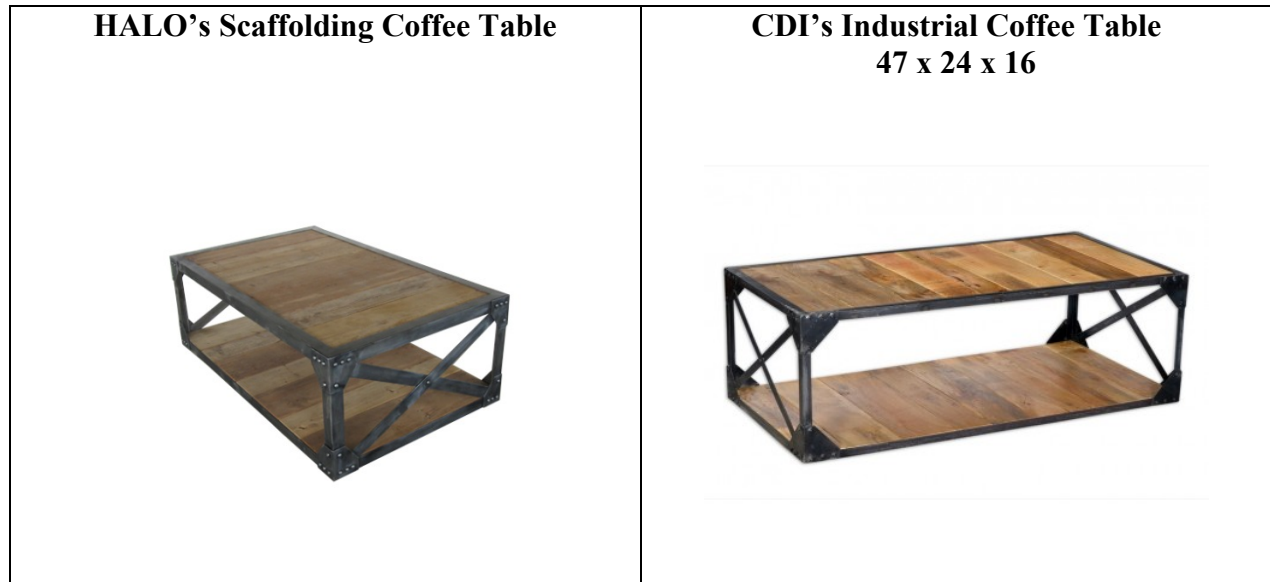 HALO’s Scaffolding Coffee Table
CDI’s Industrial Coffee Table
47 x 24 x 16